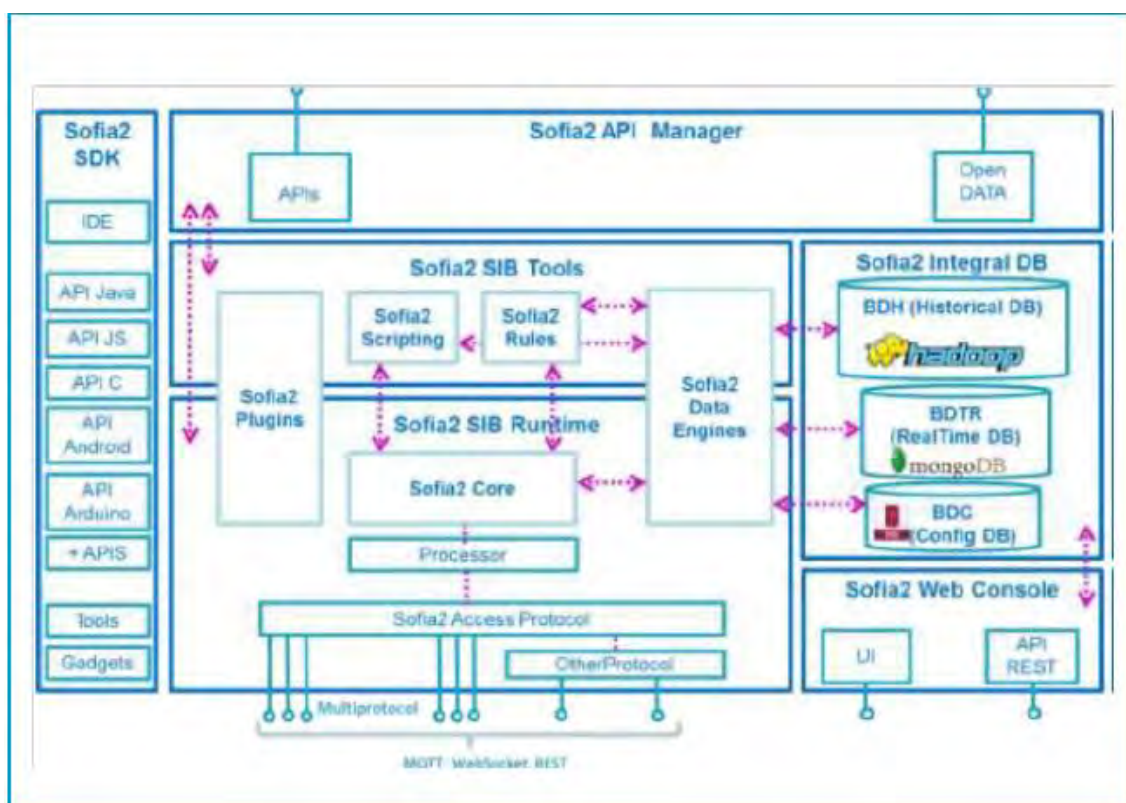 Sofia2
SDK
IDE
API Java
API JS
API C
API
Android
API
Arduino
+ APIS
Tools
Gadgets
Sofia2 API Manager
APIs
Open
DATA
Sofia2 SIB Tools
Sofia2
Plugins
Sofia2
Scripting
Sofia2
Rules
Sofia2
Data
Engines
Sofia2 SIB Runtime
Sofia2 Core
Processor
Sofia2 Access Protocol
OtherProtocol
Multiprotocol
MQTT WebSocket REST
Sofia2 Integral DB
BDH (Historical DB)
hadoop
BDTR
(RealTime DB)
mongoDB
BDC
(Config DB)
Sofia2 Web Console
UI
API
REST